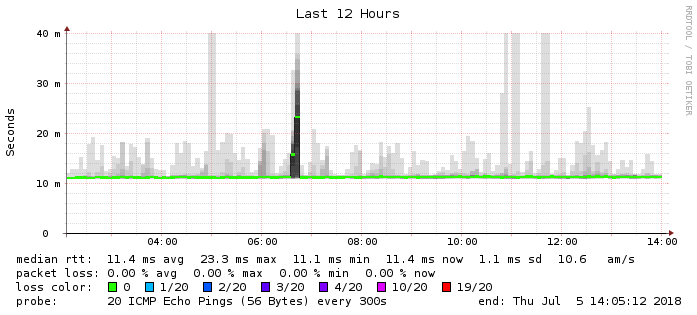 Last 12 Hours
RRDTOOL / TOBI OETIKER
Seconds
40 m
30 m
20 m
10 m
0
04:00 06:00 08:00 10:00 12:00 14:00
median rtt: 11.4 ms avg 23.3 ms max 11.1 ms min 11.4 ms now 1.1 ms sd 10.6 am/s
packet loss: 0.00 % avg 0.00 % max 0.00 % min 0.00 % now
loss color: 0 1/20 2/20 3/20 4/20 10/20 19/20
probe: 20 ICMP Echo Pings (56 Bytes) every 300s end: Thu Jul 5 14:05:12 2018